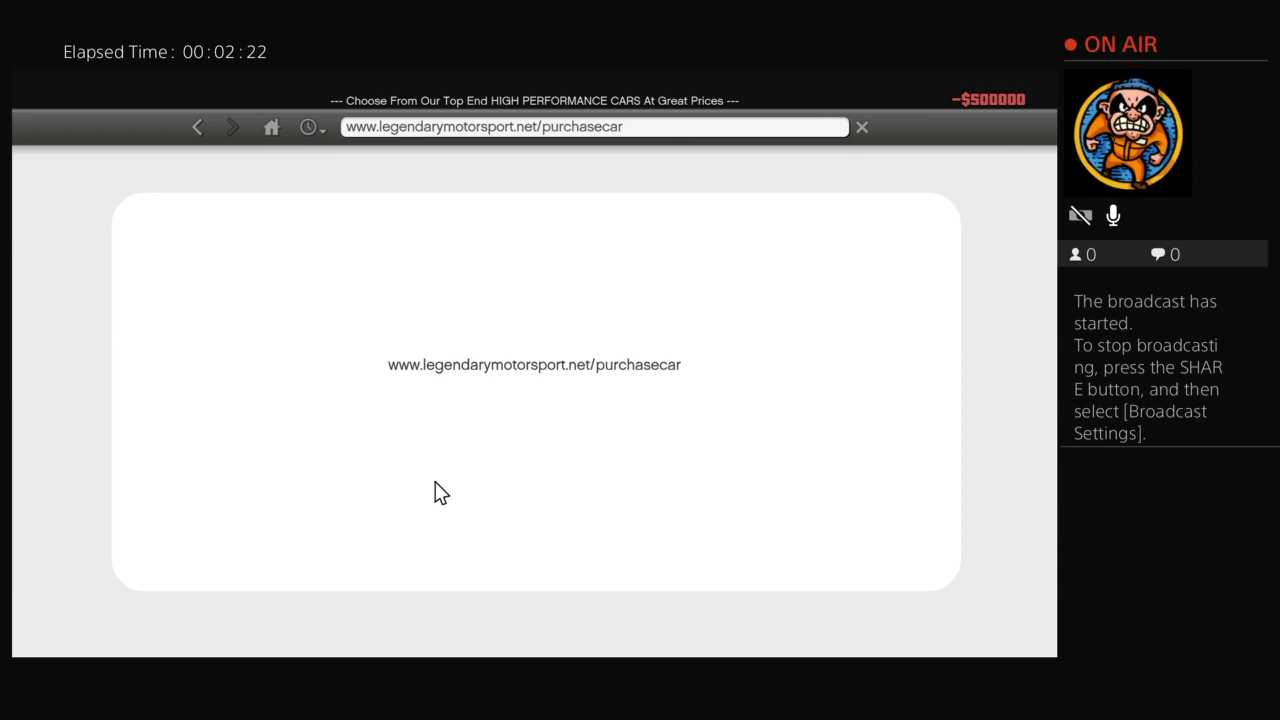 Elapsed Time: 00:02:22
ON AIR
--- Choose From Our Top End HIGH PERFORMANCE CARS At Great Prices ---
-$500000
www.legendarymotorsport.net/purchasecar
www.legendarymotorsport.net/purchasecar
0
0
The broadcast has
started.
To stop broadcasti
ng, press the SHAR
E button, and then
select [Broadcast
Settings].